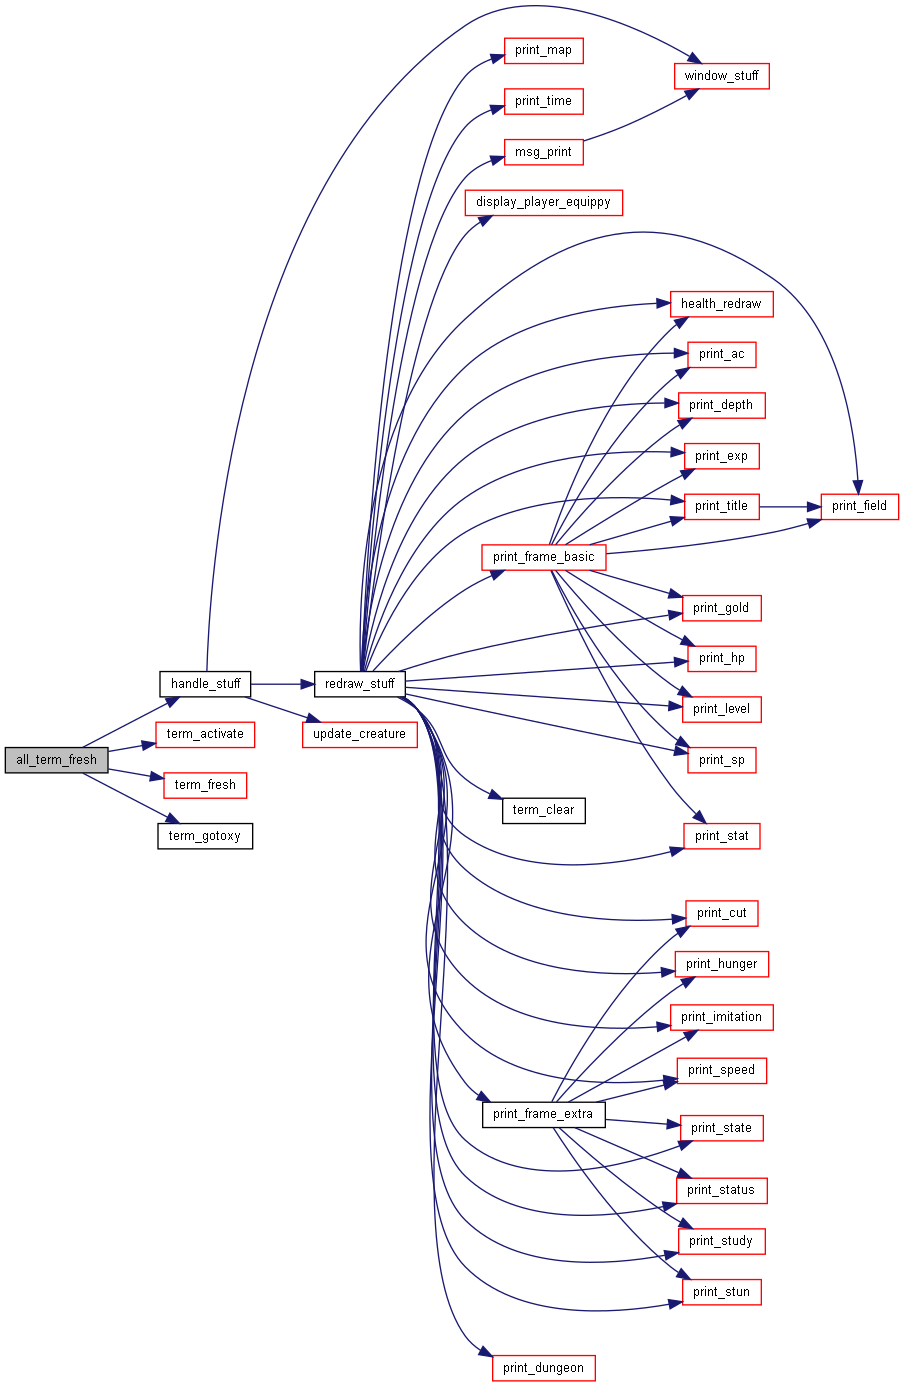 print_map
window_stuff
print_time
msg_print
display_player_equippy
health_redraw
print_ac
print_depth
print_exp
print_title
print_field
print_frame_basic
print_gold
print_hp
handle_stuff
redraw_stuff
print_level
term_activate
update_creature
all_term_fresh
print_sp
term_fresh
term_clear
term_gotoxy
print_stat
print_cut
print_hunger
print_imitation
print_speed
print_frame_extra
print_state
print_status
print_study
print_stun
print_dungeon